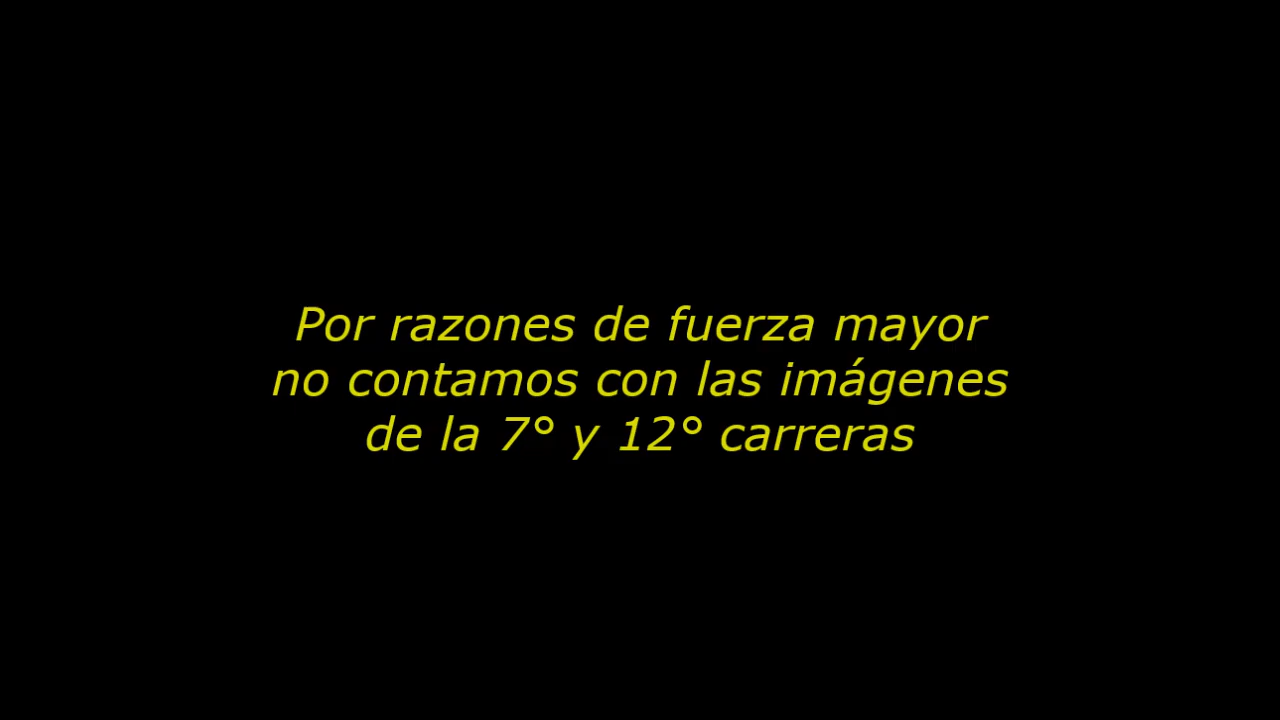 Por razones de fuerza mayor
no contamos con las imágenes
de la 7° y 12° carreras